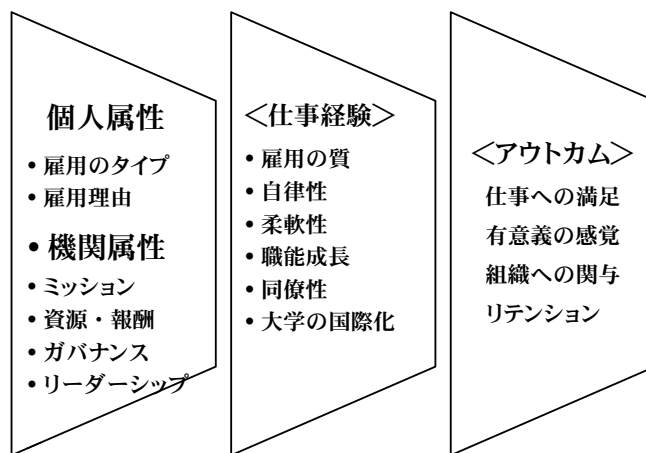 個人属性
• 雇用のタイプ
• 雇用理由
• 機関属性
• ミッション
• 資源・報酬
• ガバナンス
• リーダーシップ
＜仕事経験＞
• 雇用の質
• 自律性
• 柔軟性
• 職能成長
• 同僚性
• 大学の国際化
＜アウトカム＞
仕事への満足
有意義の感覚
組織への関与
リテンション